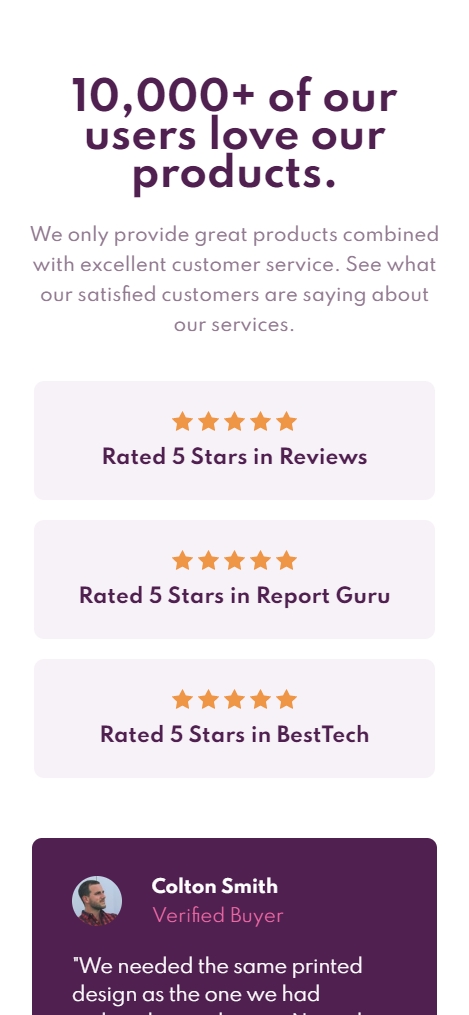 10,000+ of our
users love our
products.
We only provide great products combined
with excellent customer service. See what
our satisfied customers are saying about
our services.
Rated 5 Stars in Reviews
Rated 5 Stars in Report Guru
Rated 5 Stars in BestTech
Colton Smith
Verified Buyer
"We needed the same printed
design as the one we had